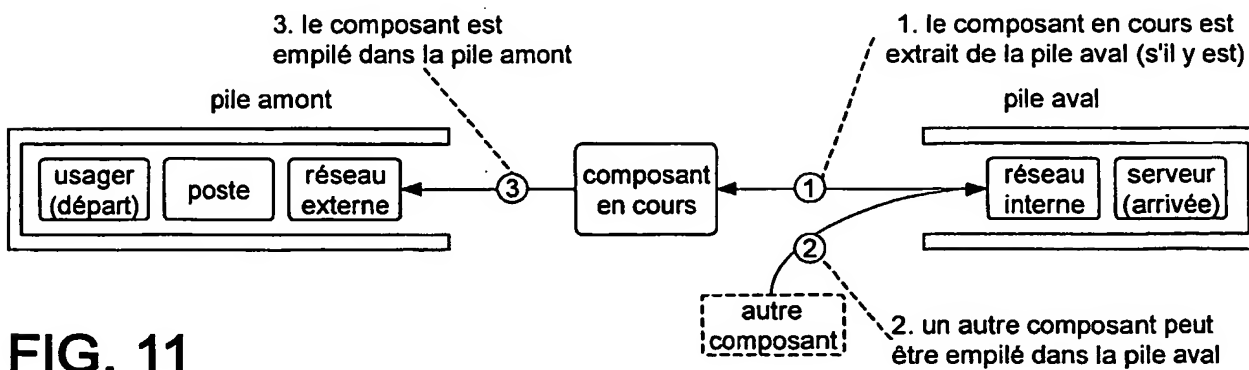 3. le composant est
empilé dans la pile amont
1. le composant en cours est
extrait de la pile aval (s'il y est)
pile amont
pile aval
usager
(départ)
poste
réseau
externe
3
composant
en cours
1
réseau
interne
serveur
(arrivée)
2
autre
composant
2. un autre composant peut
être empilé dans la pile aval
FIG. 11